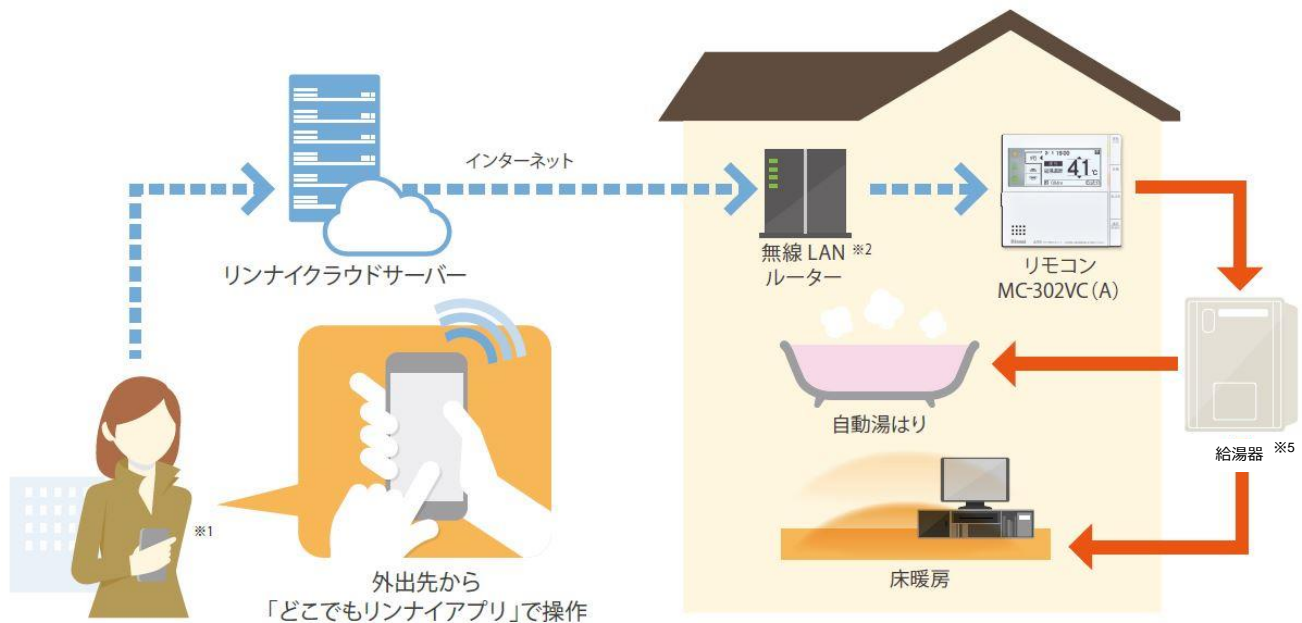 インターネット
リンナイクラウドサーバー
無線 LAN ※2
ルーター
リモコン
MC-302VC(A)
41℃
Rinnai
自動湯はり
給湯器 ※5
床暖房
※1
外出先から
「どこでもリンナイアプリ」で操作